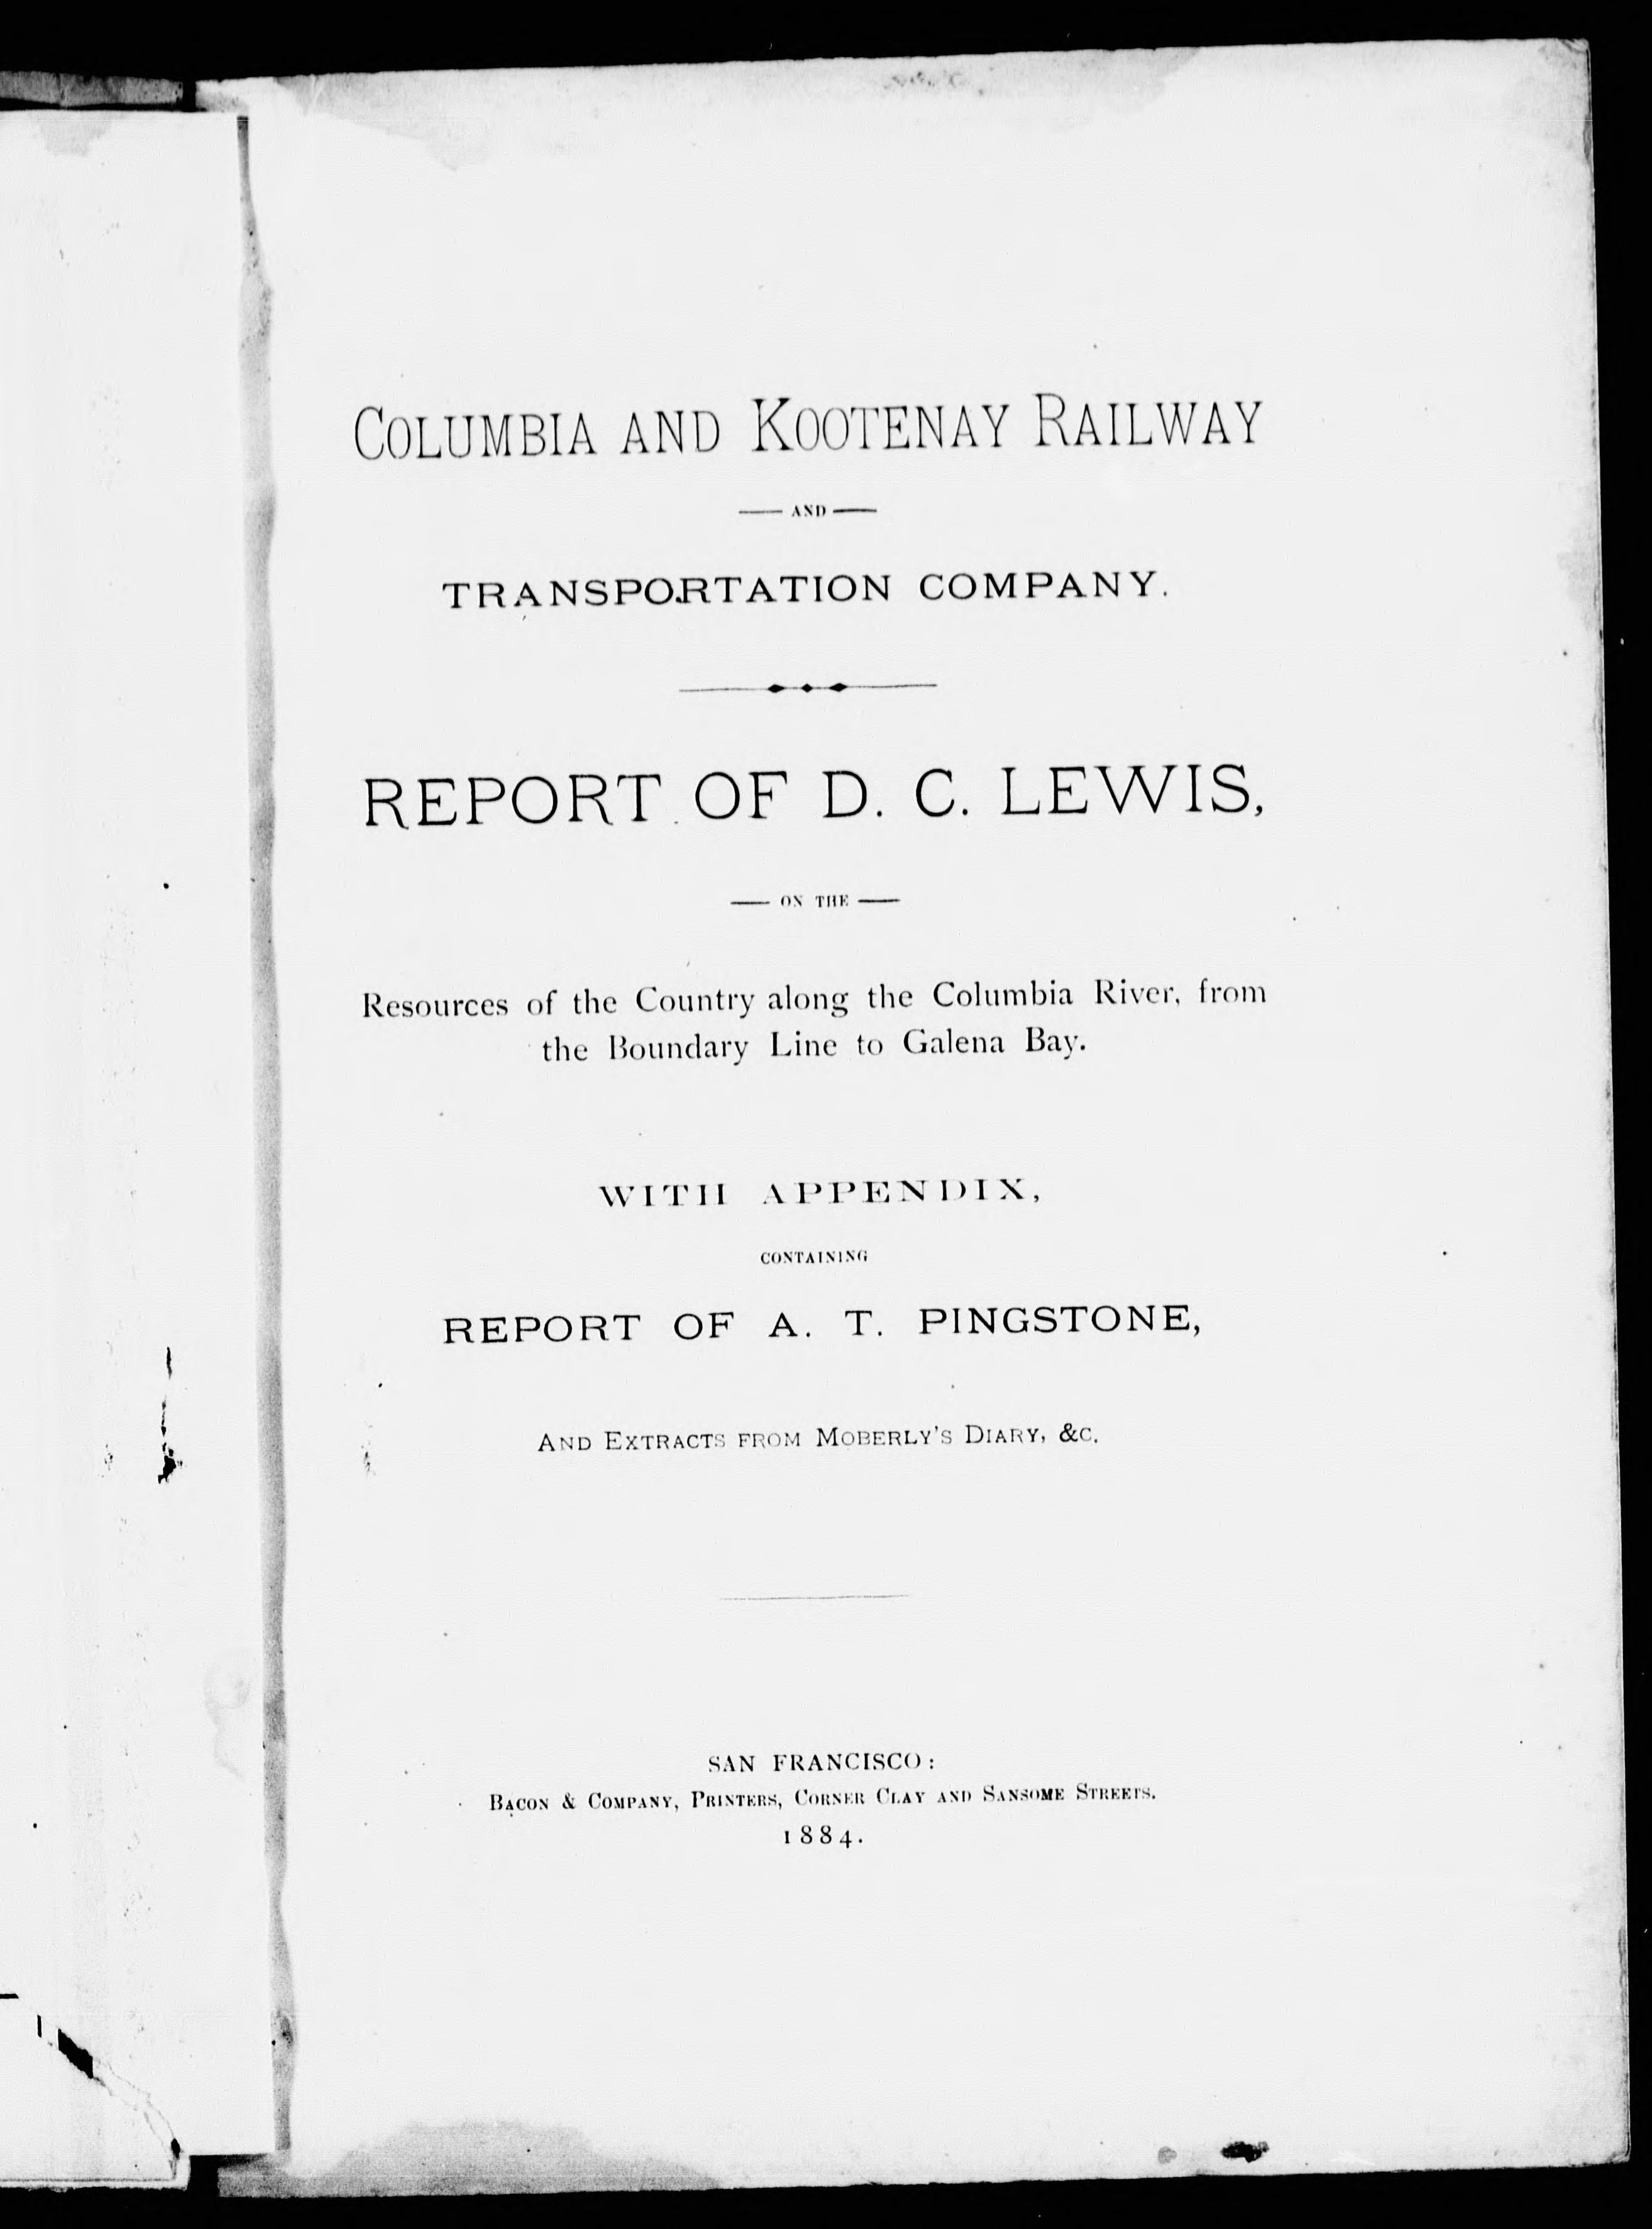 COLUMBIA AND KOOTENAY RAILWAY
— AND —
TRANSPORTATION COMPANY.
REPORT OF D. C. LEWIS,
— ON THE —
Resources of the Country along the Columbia River, from
the Boundary Line to Galena Bay.
WITH APPENDIX,
CONTAINING
REPORT OF A. T. PINGSTONE,
AND EXTRACTS FROM MOBERLY'S DIARY, &C.
SAN FRANCISCO:
BACON & COMPANY, PRINTERS, CORNER CLAY AND SANSOME STREETS.
1884.